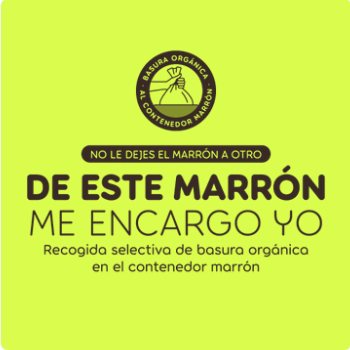 BASURA ORGÁNICA
AL CONTENEDOR MARRÓN
NO LE DEJES EL MARRÓN A OTRO
DE ESTE MARRÓN
ME ENCARGO YO
Recogida selectiva de basura orgánica
en el contenedor marrón